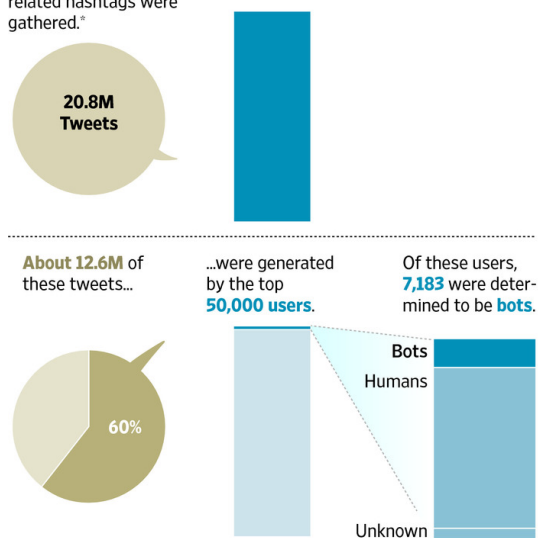 related hashtags were
gathered.*
20.8M
Tweets
About 12.6M of
these tweets...
...were generated
by the top
50,000 users.
Of these users,
7,183 were deter-
mined to be bots.
60%
Bots
Humans
Unknown